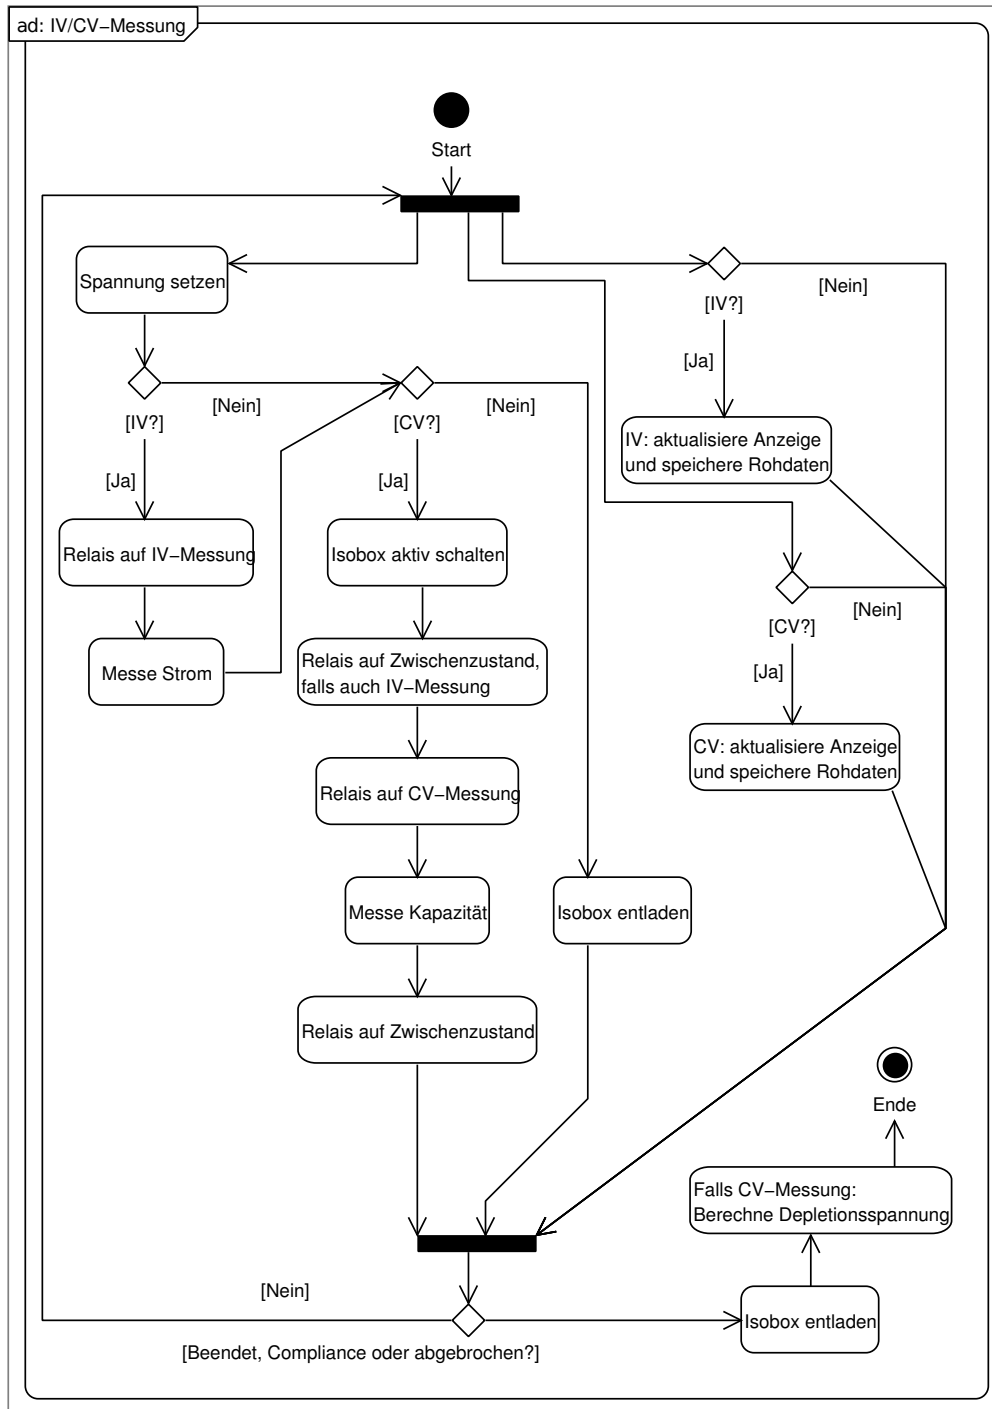 ad: IV/CV−Messung
Start
Spannung setzen
[IV?]
[Nein]
[Ja]
Relais auf IV−Messung
Messe Strom
[CV?]
[Nein]
[Ja]
Isobox aktiv schalten
Relais auf Zwischenzustand,
falls auch IV−Messung
Relais auf CV−Messung
Messe Kapazität
Relais auf Zwischenzustand
Isobox entladen
[IV?]
[Nein]
[Ja]
IV: aktualisiere Anzeige
und speichere Rohdaten
[CV?]
[Nein]
[Ja]
CV: aktualisiere Anzeige
und speichere Rohdaten
[Nein]
[Beendet, Compliance oder abgebrochen?]
Isobox entladen
Falls CV−Messung:
Berechne Depletionsspannung
Ende